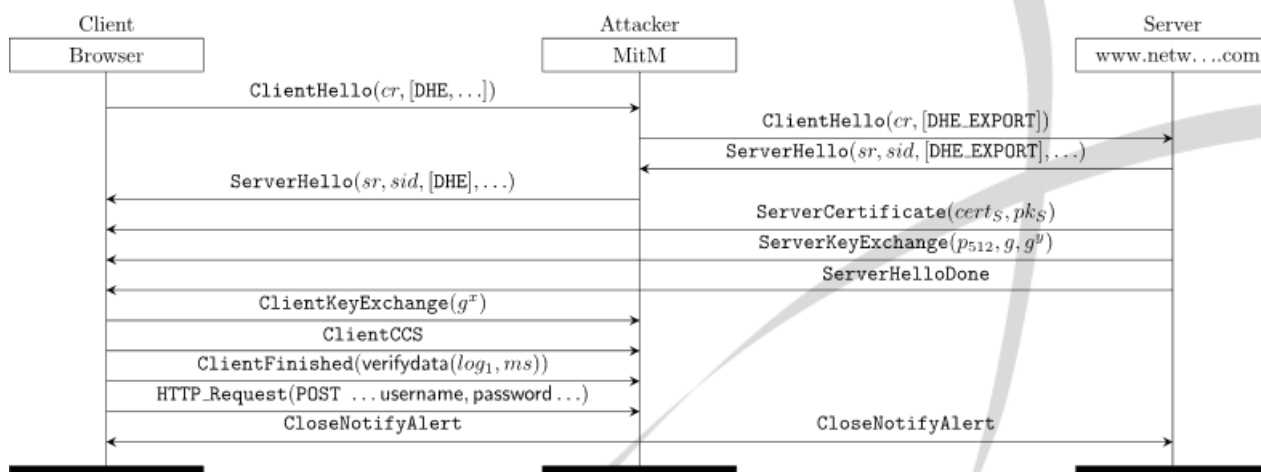 Client Attacker Server
Browser MitM www.netw. . . .com
ClientHello(cr, [DHE, . . .])
ClientHello(cr, [DHE_EXPORT])
ServerHello(sr, sid, [DHE_EXPORT], . . .)
ServerHello(sr, sid, [DHE], . . .)
ServerCertificate(cert_S, pk_S)
ServerKeyExchange(p_512, g, g^y)
ServerHelloDone
ClientKeyExchange(g^x)
ClientCCS
ClientFinished(verifydata(log_1, ms))
HTTP_Request(POST . . . username, password . . .)
CloseNotifyAlert CloseNotifyAlert